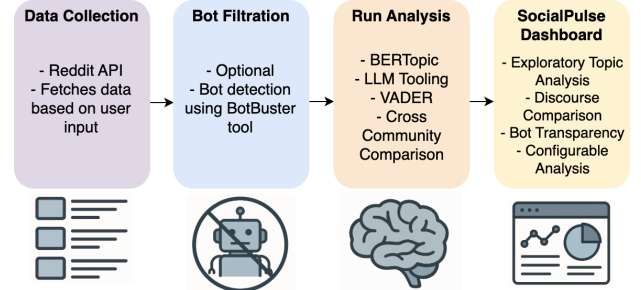 Data Collection
- Reddit API
- Fetches data
based on user
input
Bot Filtration
- Optional
- Bot detection
using BotBuster
tool
Run Analysis
- BERTopic
- LLM Tooling
- VADER
- Cross
Community
Comparison
SocialPulse
Dashboard
- Exploratory Topic
Analysis
- Discourse
Comparison
- Bot Transparency
- Configurable
Analysis